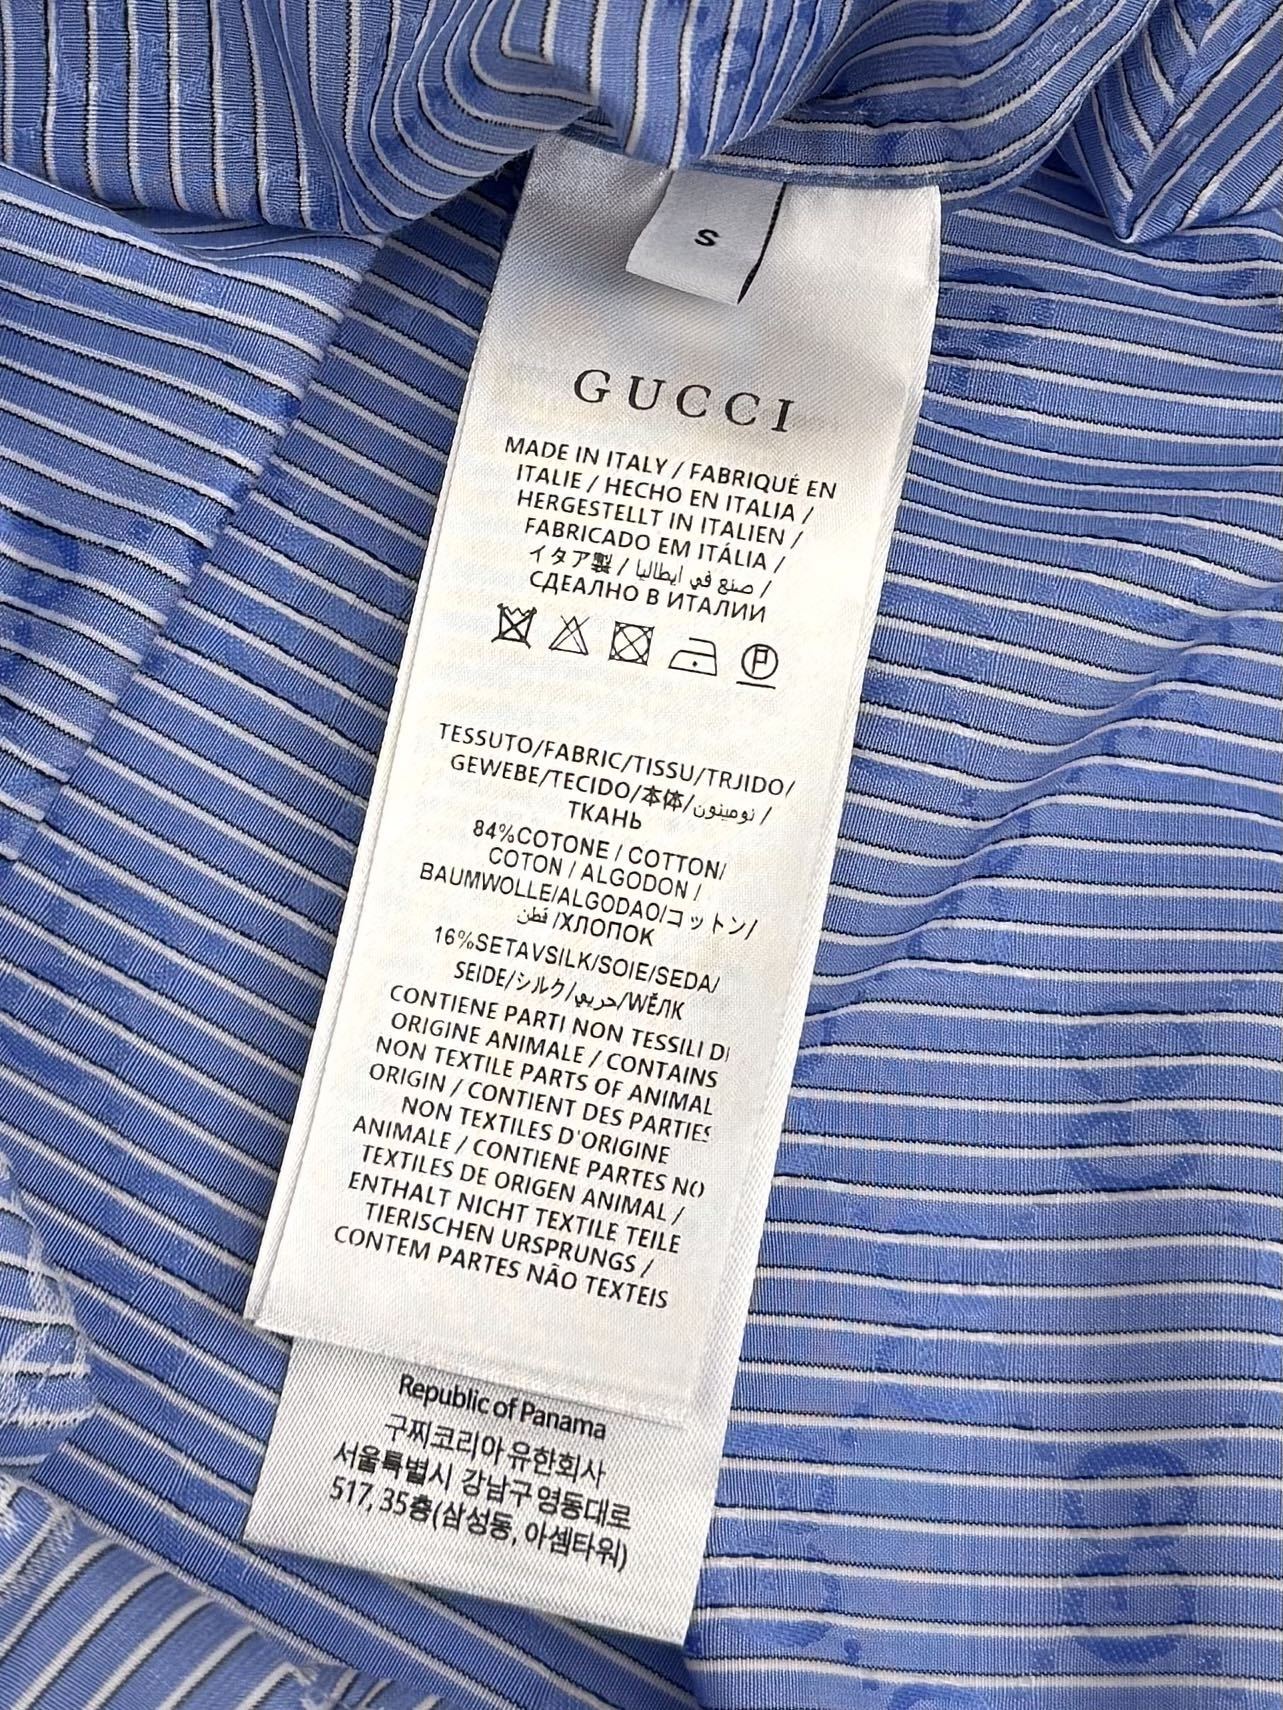 S
GUCCI
MADE IN ITALY / FABRIQUÉ EN
ITALIE / HECHO EN ITALIA /
HERGESTELLT IN ITALIEN /
FABRICADO EM ITÁLIA /
イタア製 / صنع في ايطاليا /
СДЕАЛНО В ИТАЛИИ
P
TESSUTO/FABRIC/TISSU/TRJIDO/
GEWEBE/TECIDO/本体/نومينون /
ТКАНЬ
84%COTONE / COTTON/
COTON / ALGODON /
BAUMWOLLE/ALGODAO/コットン/
قطن /ХЛОПОК
16%SETAVSILK/SOIE/SEDA/
SEIDE/シルク/حريي/WЁЛK
CONTIENE PARTI NON TESSILI DI
ORIGINE ANIMALE / CONTAINS
NON TEXTILE PARTS OF ANIMAL
ORIGIN / CONTIENT DES PARTIES
NON TEXTILES D'ORIGINE
ANIMALE / CONTIENE PARTES NO
TEXTILES DE ORIGEN ANIMAL /
ENTHALT NICHT TEXTILE TEILE
TIERISCHEN URSPRUNGS /
CONTEM PARTES NÃO TEXTEIS
Republic of Panama
구찌코리아유한회사
서울특별시 강남구영동대로
517, 35층(삼성동, 아셈타워)